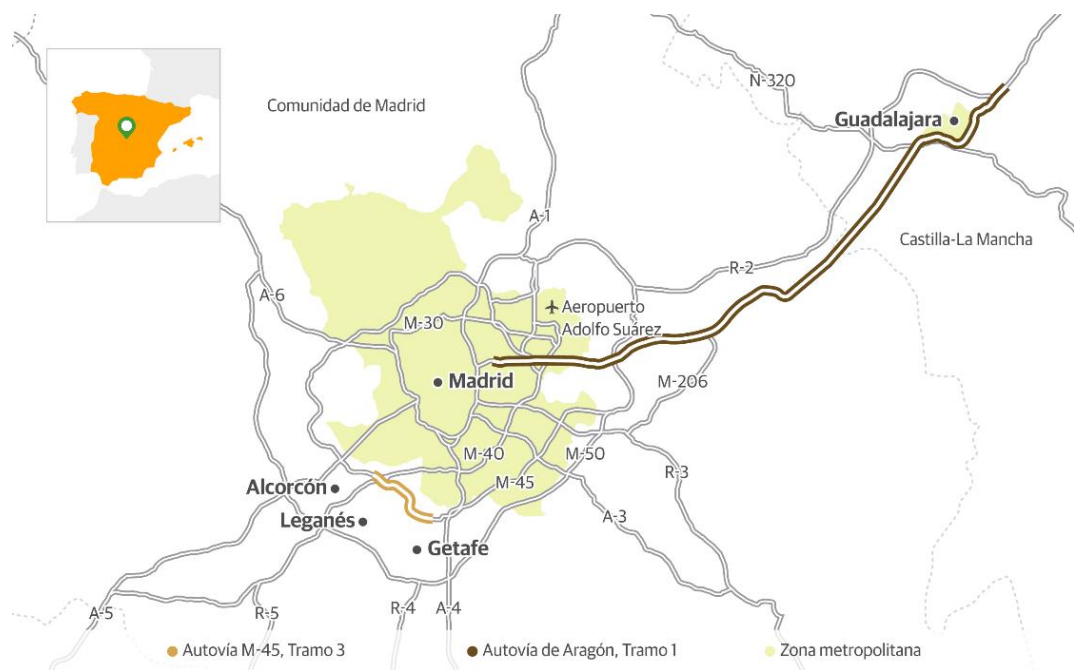 N-320
Comunidad de Madrid
Guadalajara
A-1
Castilla-La Mancha
R-2
A-6
Aeropuerto
Adolfo Suárez
M-30
Madrid
M-206
M-40
M-50
R-3
M-45
Alcorcón
A-3
Leganés
Getafe
A-5
R-5
R-4
A-4
Autovía M-45, Tramo 3
Autovía de Aragón, Tramo 1
Zona metropolitana